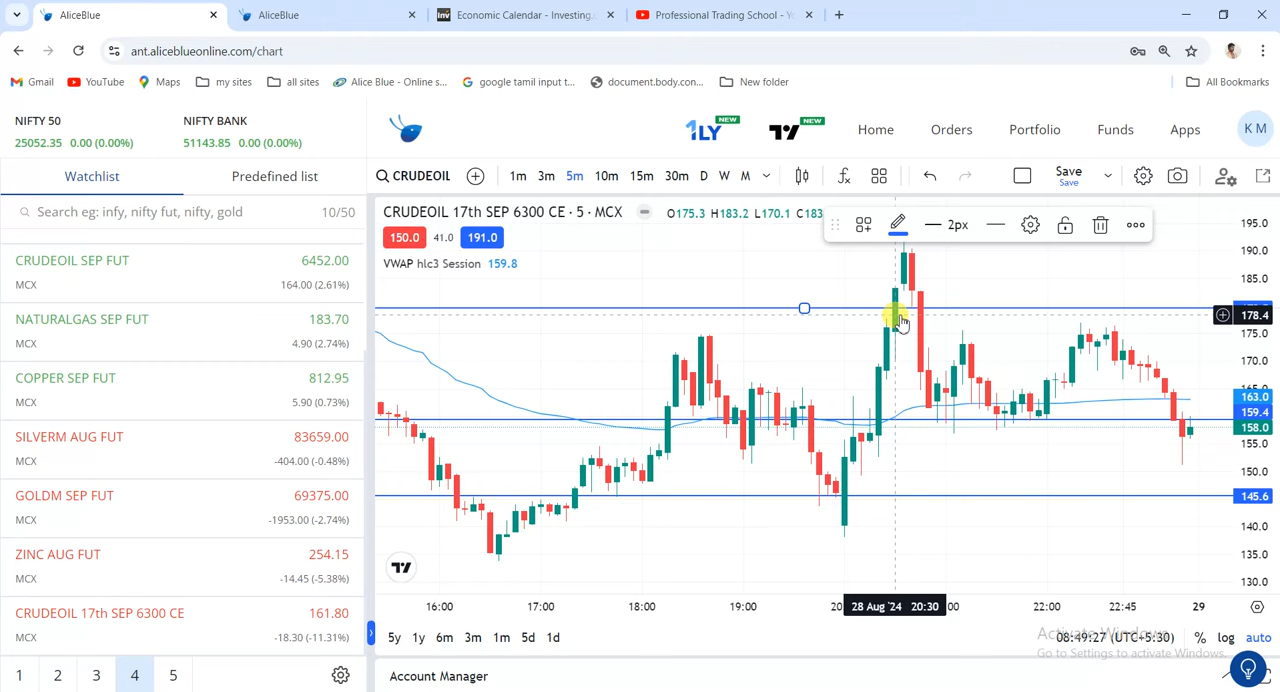 AliceBlue
AliceBlue
Economic Calendar - Investing.
Professional Trading School - Yo
ant.aliceblueonline.com/chart
Gmail
YouTube
Maps
my sites
all sites
Alice Blue - Online s...
google tamil input t...
document.body.con...
New folder
All Bookmarks
NIFTY 50
25052.35 0.00 (0.00%)
NIFTY BANK
51143.85 0.00 (0.00%)
1LY NEW
NEW
Home
Orders
Portfolio
Funds
Apps
K M
Watchlist
Predefined list
Search eg: infy, nifty fut, nifty, gold
10/50
CRUDEOIL SEP FUT 6452.00
MCX 164.00 (2.61%)
NATURALGAS SEP FUT 183.70
MCX 4.90 (2.74%)
COPPER SEP FUT 812.95
MCX 5.90 (0.73%)
SILVERM AUG FUT 83659.00
MCX -404.00 (-0.48%)
GOLDM SEP FUT 69375.00
MCX -1953.00 (-2.74%)
ZINC AUG FUT 254.15
MCX -14.45 (-5.38%)
CRUDEOIL 17th SEP 6300 CE 161.80
MCX -18.30 (-11.31%)
1 2 3 4 5
CRUDEOIL
1m 3m 5m 10m 15m 30m D W M
Save
Save
CRUDEOIL 17th SEP 6300 CE · 5 · MCX
O175.3 H183.2 L170.1 C183
2px
150.0 41.0 191.0
VWAP hlc3 Session 159.8
195.0
190.0
185.0
178.4
175.0
170.0
165.0
163.0
159.4
158.0
155.0
150.0
145.6
140.0
135.0
130.0
16:00 17:00 18:00 19:00 20 28 Aug '24 20:30 :00 22:00 22:45 29
5y 1y 6m 3m 1m 5d 1d
08:49:27 (UTC+5:30) % log auto
Activate Windows
Go to Settings to activate Windows.
Account Manager